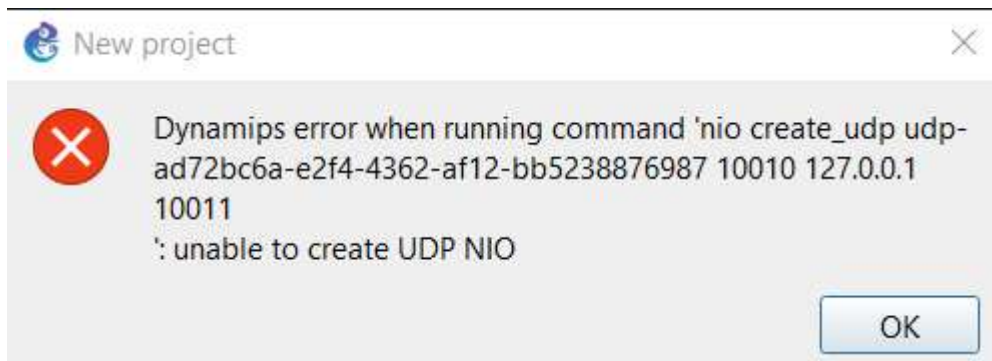 New project
Dynamips error when running command 'nio create_udp udp-
ad72bc6a-e2f4-4362-af12-bb5238876987 10010 127.0.0.1
10011
': unable to create UDP NIO
OK